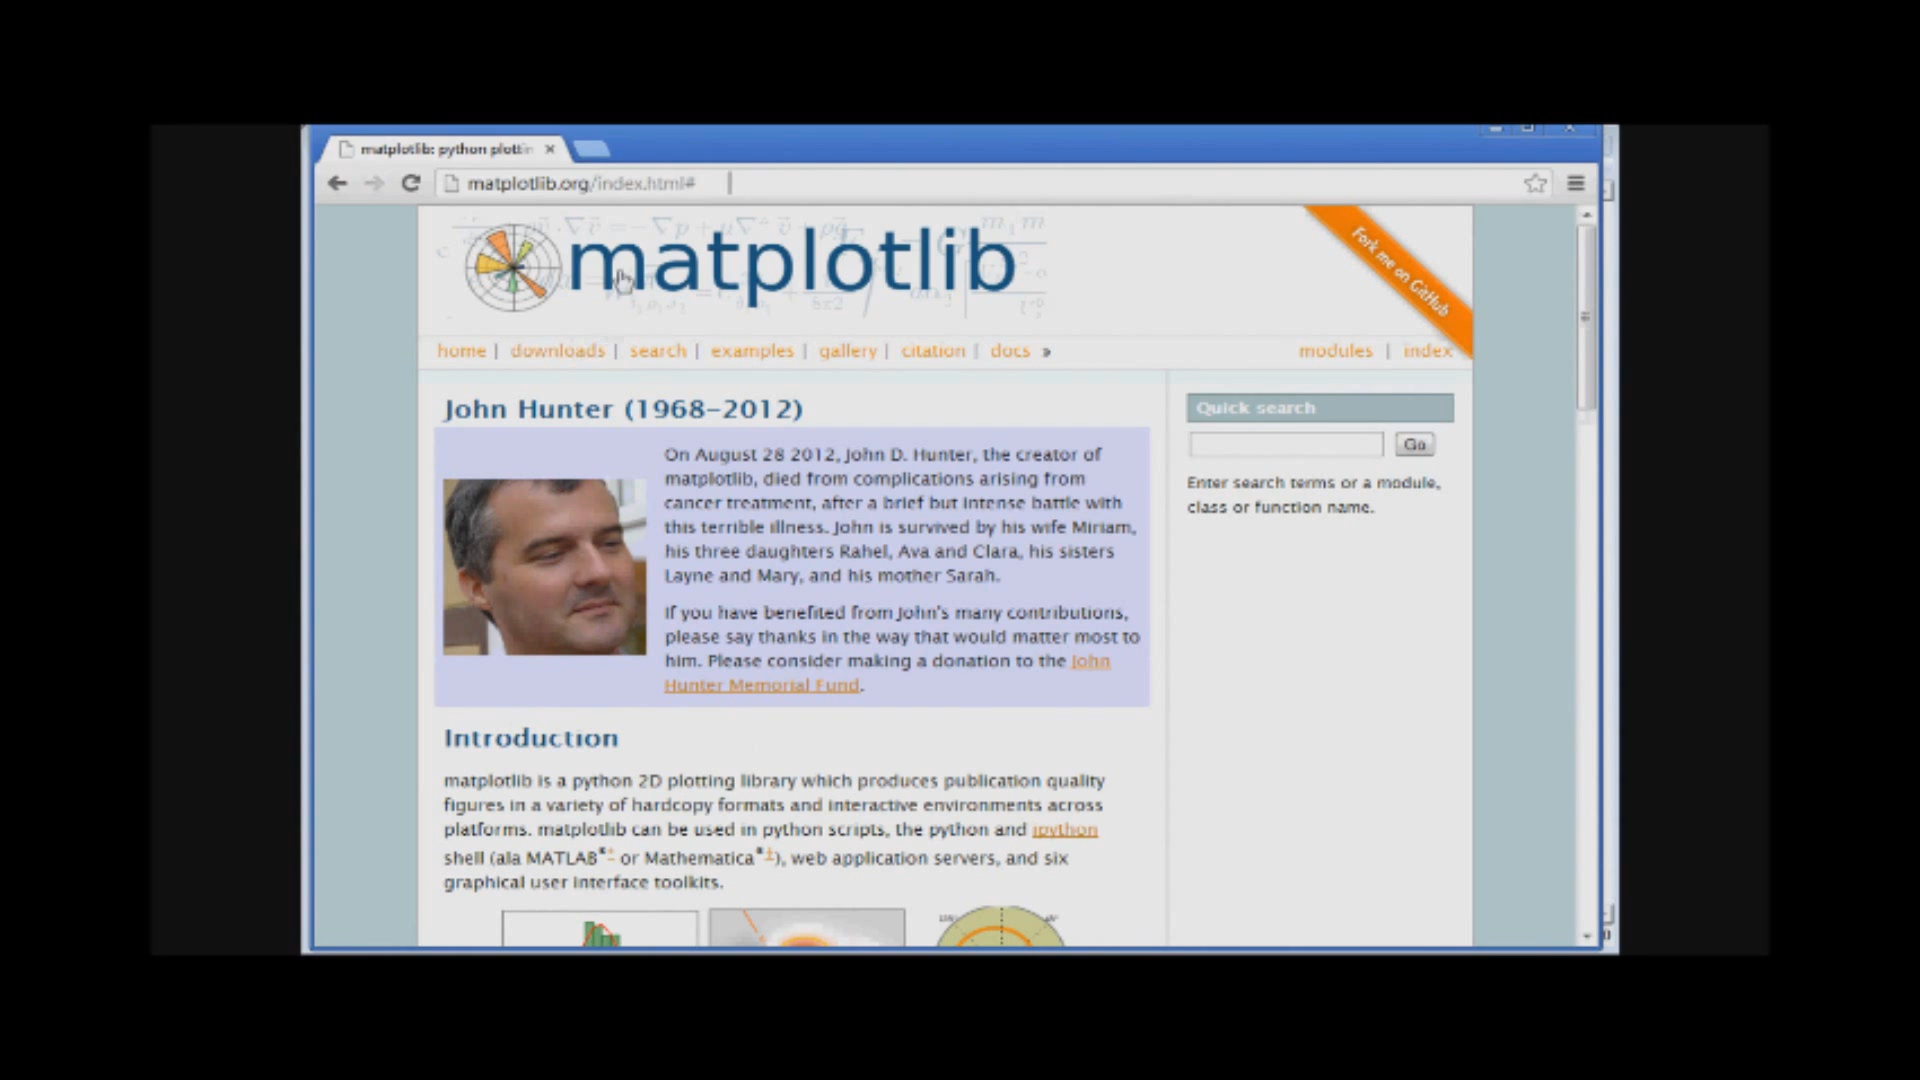 matplotlib: python plottin
matplotlib.org/index.html#
matplotlib
Fork me on GitHub
home | downloads | search | examples | gallery | citation | docs »
modules | index
John Hunter (1968-2012)
On August 28 2012, John D. Hunter, the creator of
matplotlib, died from complications arising from
cancer treatment, after a brief but intense battle with
this terrible illness. John is survived by his wife Miriam,
his three daughters Rahel, Ava and Clara, his sisters
Layne and Mary, and his mother Sarah.
If you have benefited from John's many contributions,
please say thanks in the way that would matter most to
him. Please consider making a donation to the John
Hunter Memorial Fund.
Quick search
Go
Enter search terms or a module,
class or function name.
Introduction
matplotlib is a python 2D plotting library which produces publication quality
figures in a variety of hardcopy formats and interactive environments across
platforms. matplotlib can be used in python scripts, the python and ipython
shell (ala MATLAB or Mathematica), web application servers, and six
graphical user interface toolkits.